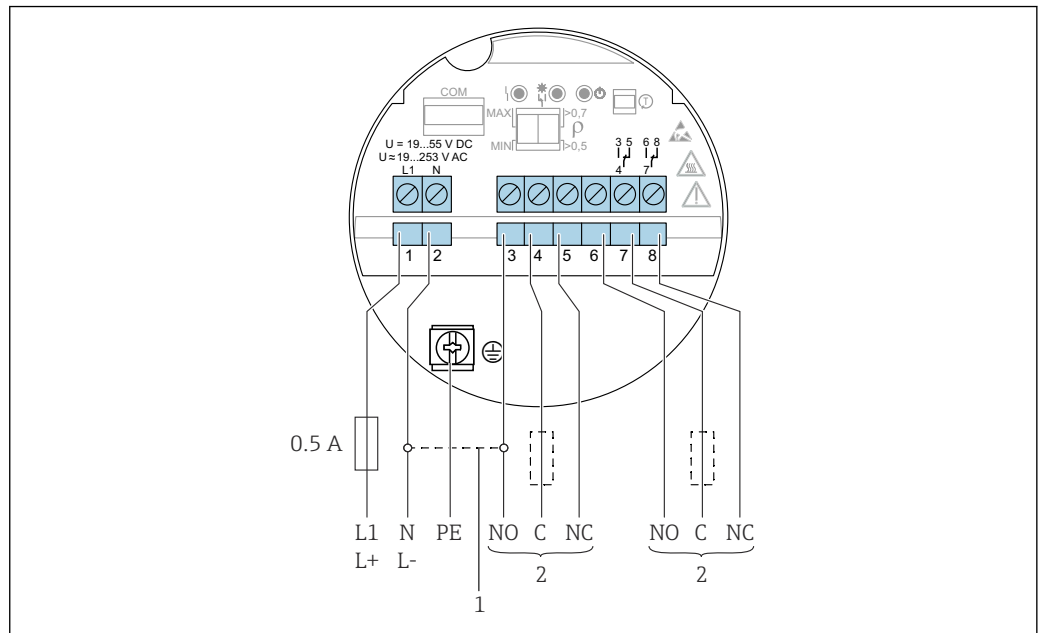 COM
MAX
>0,7
ρ
MIN
>0,5
U = 19...55 V DC
U ≈ 19...253 V AC
L1 N
3 5 6 8
4 7
1 2 3 4 5 6 7 8
0.5 A
L1 N PE NO C NC NO C NC
L+ L-
2 2
1